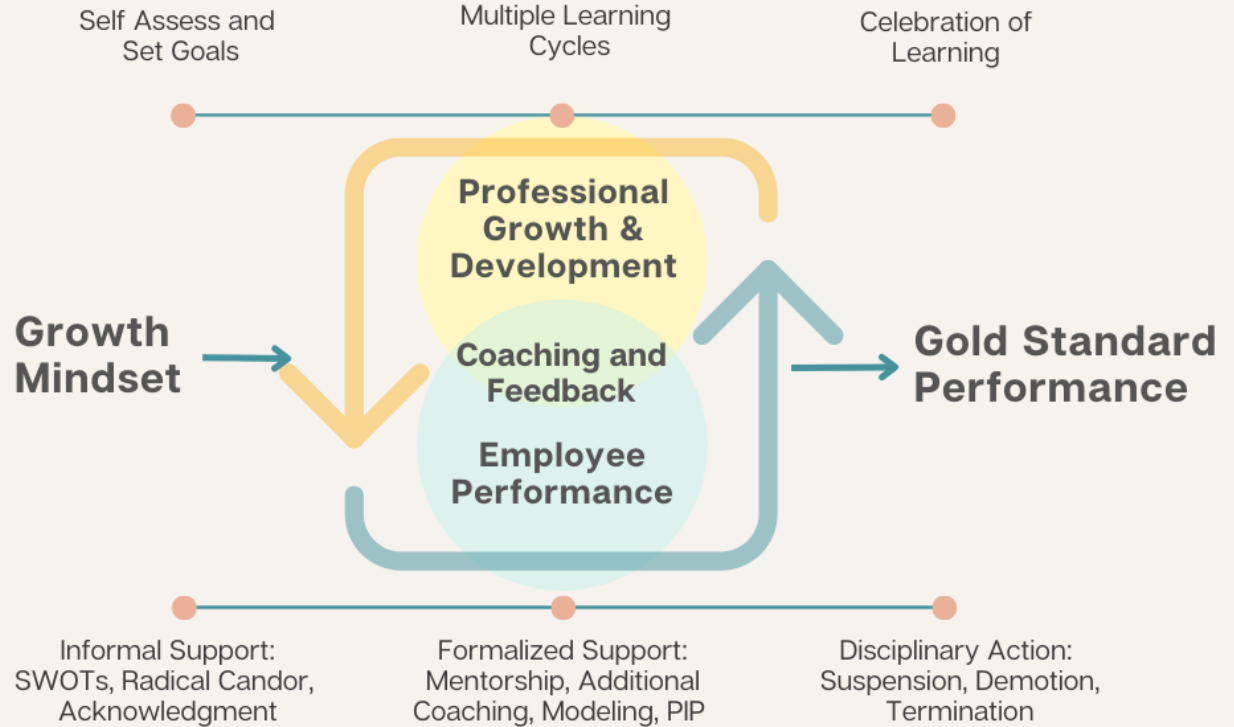 Self Assess and
Set Goals
Multiple Learning
Cycles
Celebration of
Learning
Professional
Growth &
Development
Growth
Mindset
Coaching and
Feedback
Gold Standard
Performance
Employee
Performance
Informal Support:
SWOTs, Radical Candor,
Acknowledgment
Formalized Support:
Mentorship, Additional
Coaching, Modeling, PIP
Disciplinary Action:
Suspension, Demotion,
Termination